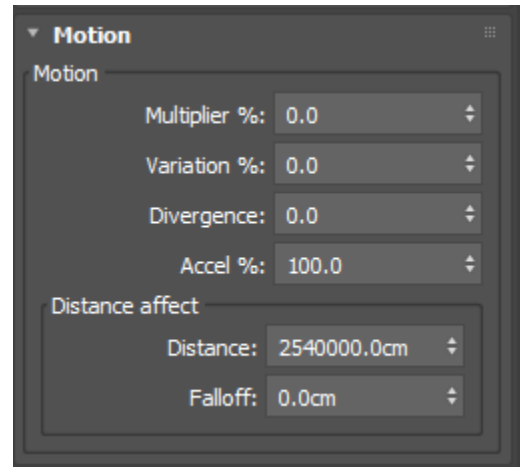 Motion
Motion
Multiplier %: 0.0
Variation %: 0.0
Divergence: 0.0
Accel %: 100.0
Distance affect
Distance: 2540000.0cm
Falloff: 0.0cm